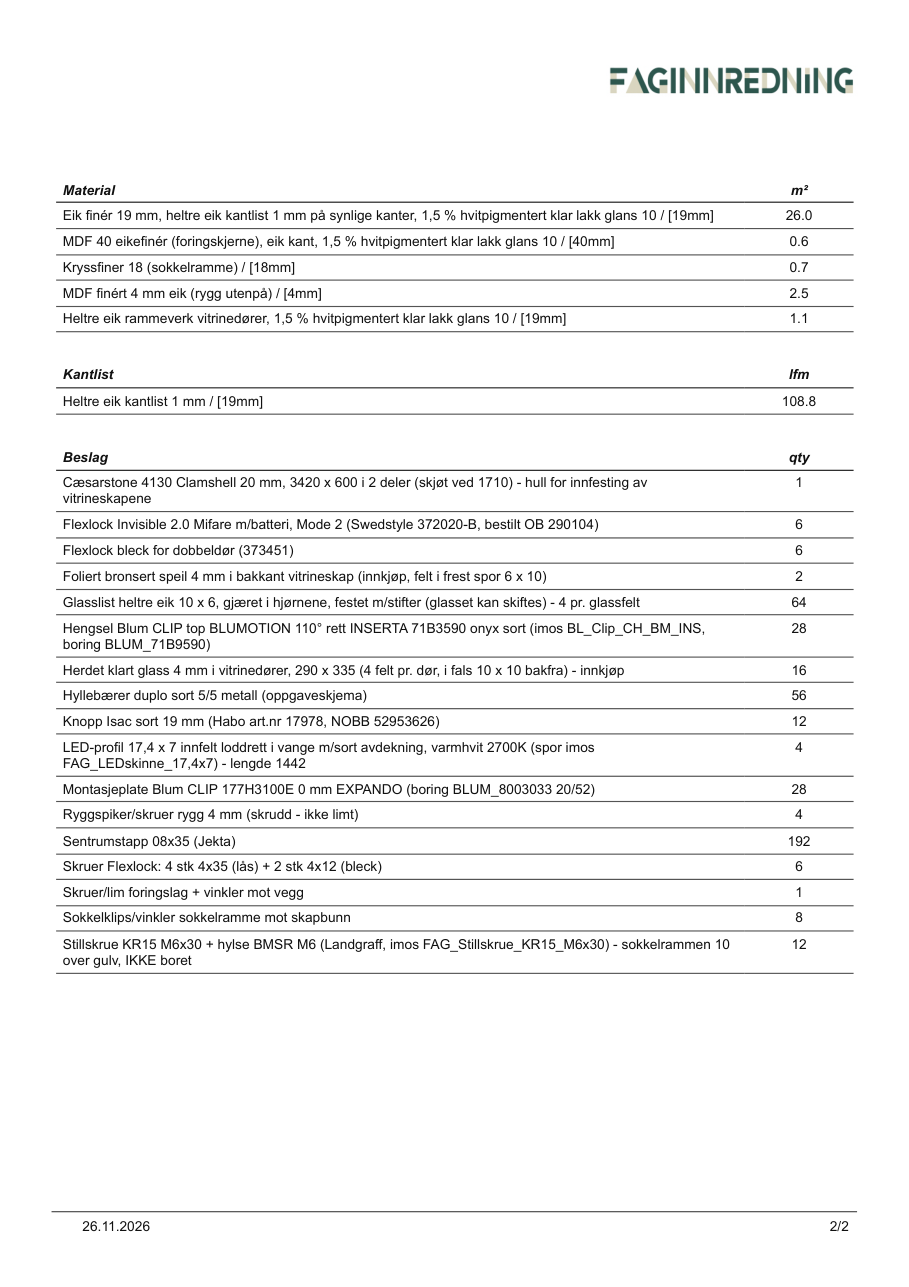 FAGINNREDNING
Material m²
Eik finér 19 mm, heltre eik kantlist 1 mm på synlige kanter, 1,5 % hvitpigmentert klar lakk glans 10 / [19mm] 26.0
MDF 40 eikefinér (foringskjerne), eik kant, 1,5 % hvitpigmentert klar lakk glans 10 / [40mm] 0.6
Kryssfiner 18 (sokkelramme) / [18mm] 0.7
MDF finért 4 mm eik (rygg utenpå) / [4mm] 2.5
Heltre eik rammeverk vitrinedører, 1,5 % hvitpigmentert klar lakk glans 10 / [19mm] 1.1
Kantlist lfm
Heltre eik kantlist 1 mm / [19mm] 108.8
Beslag qty
Cæsarstone 4130 Clamshell 20 mm, 3420 x 600 i 2 deler (skjøt ved 1710) - hull for innfesting av 1
vitrineskapene
Flexlock Invisible 2.0 Mifare m/batteri, Mode 2 (Swedstyle 372020-B, bestilt OB 290104) 6
Flexlock bleck for dobbeldør (373451) 6
Foliert bronsert speil 4 mm i bakkant vitrineskap (innkjøp, felt i frest spor 6 x 10) 2
Glasslist heltre eik 10 x 6, gjæret i hjørnene, festet m/stifter (glasset kan skiftes) - 4 pr. glassfelt 64
Hengsel Blum CLIP top BLUMOTION 110° rett INSERTA 71B3590 onyx sort (imos BL_Clip_CH_BM_INS, 28
boring BLUM_71B9590)
Herdet klart glass 4 mm i vitrinedører, 290 x 335 (4 felt pr. dør, i fals 10 x 10 bakfra) - innkjøp 16
Hyllebærer duplo sort 5/5 metall (oppgaveskjema) 56
Knopp Isac sort 19 mm (Habo art.nr 17978, NOBB 52953626) 12
LED-profil 17,4 x 7 innfelt loddrett i vange m/sort avdekning, varmhvit 2700K (spor imos 4
FAG_LEDskinne_17,4x7) - lengde 1442
Montasjeplate Blum CLIP 177H3100E 0 mm EXPANDO (boring BLUM_8003033 20/52) 28
Ryggspiker/skruer rygg 4 mm (skrudd - ikke limt) 4
Sentrumstapp 08x35 (Jekta) 192
Skruer Flexlock: 4 stk 4x35 (lås) + 2 stk 4x12 (bleck) 6
Skruer/lim foringslag + vinkler mot vegg 1
Sokkelklips/vinkler sokkelramme mot skapbunn 8
Stillskrue KR15 M6x30 + hylse BMSR M6 (Landgraff, imos FAG_Stillskrue_KR15_M6x30) - sokkelrammen 10 12
over gulv, IKKE boret
26.11.2026 2/2